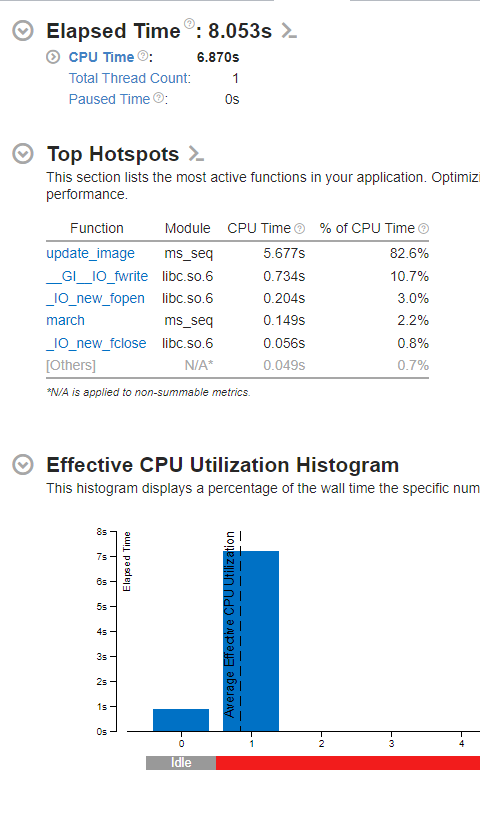 Elapsed Time ?: 8.053s
CPU Time ?: 6.870s
Total Thread Count: 1
Paused Time ?: 0s
Top Hotspots
This section lists the most active functions in your application. Optimizi
performance.
Function Module CPU Time ? % of CPU Time ?
update_image ms_seq 5.677s 82.6%
__GI__IO_fwrite libc.so.6 0.734s 10.7%
_IO_new_fopen libc.so.6 0.204s 3.0%
march ms_seq 0.149s 2.2%
_IO_new_fclose libc.so.6 0.056s 0.8%
[Others] N/A* 0.049s 0.7%
*N/A is applied to non-summable metrics.
Effective CPU Utilization Histogram
This histogram displays a percentage of the wall time the specific num
Elapsed Time
8s
7s
6s
5s
4s
3s
2s
1s
0s
Average Effective CPU Utilization
0 1 2 3 4
Idle